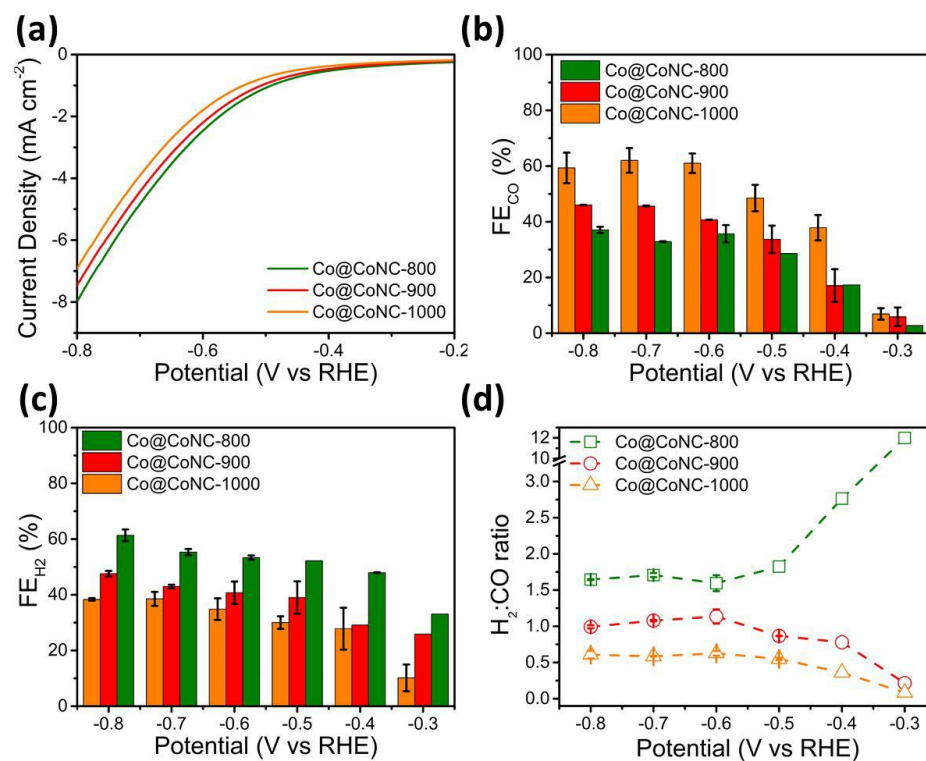 (a)
Current Density (mA cm⁻²)
0
-2
-4
-6
-8
Co@CoNC-800
Co@CoNC-900
Co@CoNC-1000
-0.8 -0.6 -0.4 -0.2
Potential (V vs RHE)
(b)
FE_CO (%)
100
80
60
40
20
0
Co@CoNC-800
Co@CoNC-900
Co@CoNC-1000
-0.8 -0.7 -0.6 -0.5 -0.4 -0.3
Potential (V vs RHE)
(c)
FE_H2 (%)
100
80
60
40
20
0
Co@CoNC-800
Co@CoNC-900
Co@CoNC-1000
-0.8 -0.7 -0.6 -0.5 -0.4 -0.3
Potential (V vs RHE)
(d)
H₂:CO ratio
12
10
3.0
2.5
2.0
1.5
1.0
0.5
0.0
Co@CoNC-800
Co@CoNC-900
Co@CoNC-1000
-0.8 -0.7 -0.6 -0.5 -0.4 -0.3
Potential (V vs RHE)